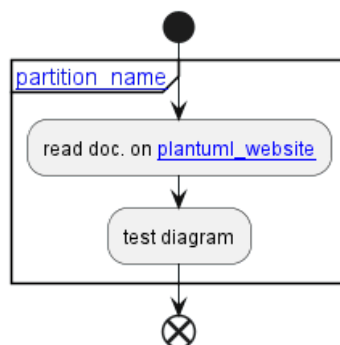 partition_name
read doc. on plantuml_website
test diagram